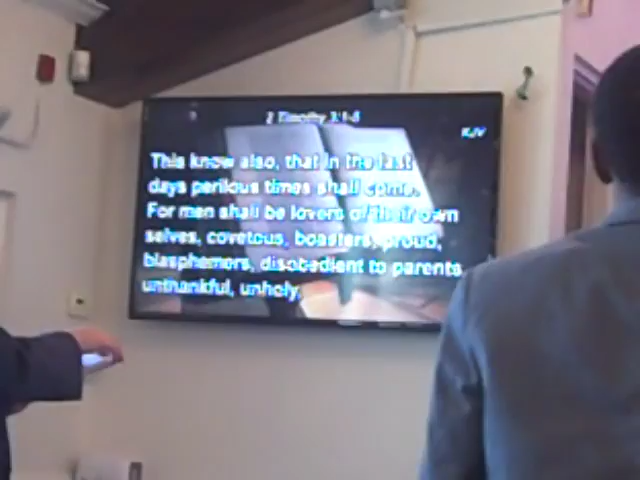 2 Timothy 3:1-8
KJV
This know also, that in the last
days perilous times shall come.
For men shall be lovers of their own
selves, covetous, boasters, proud,
blasphemers, disobedient to parents
unthankful, unholy,